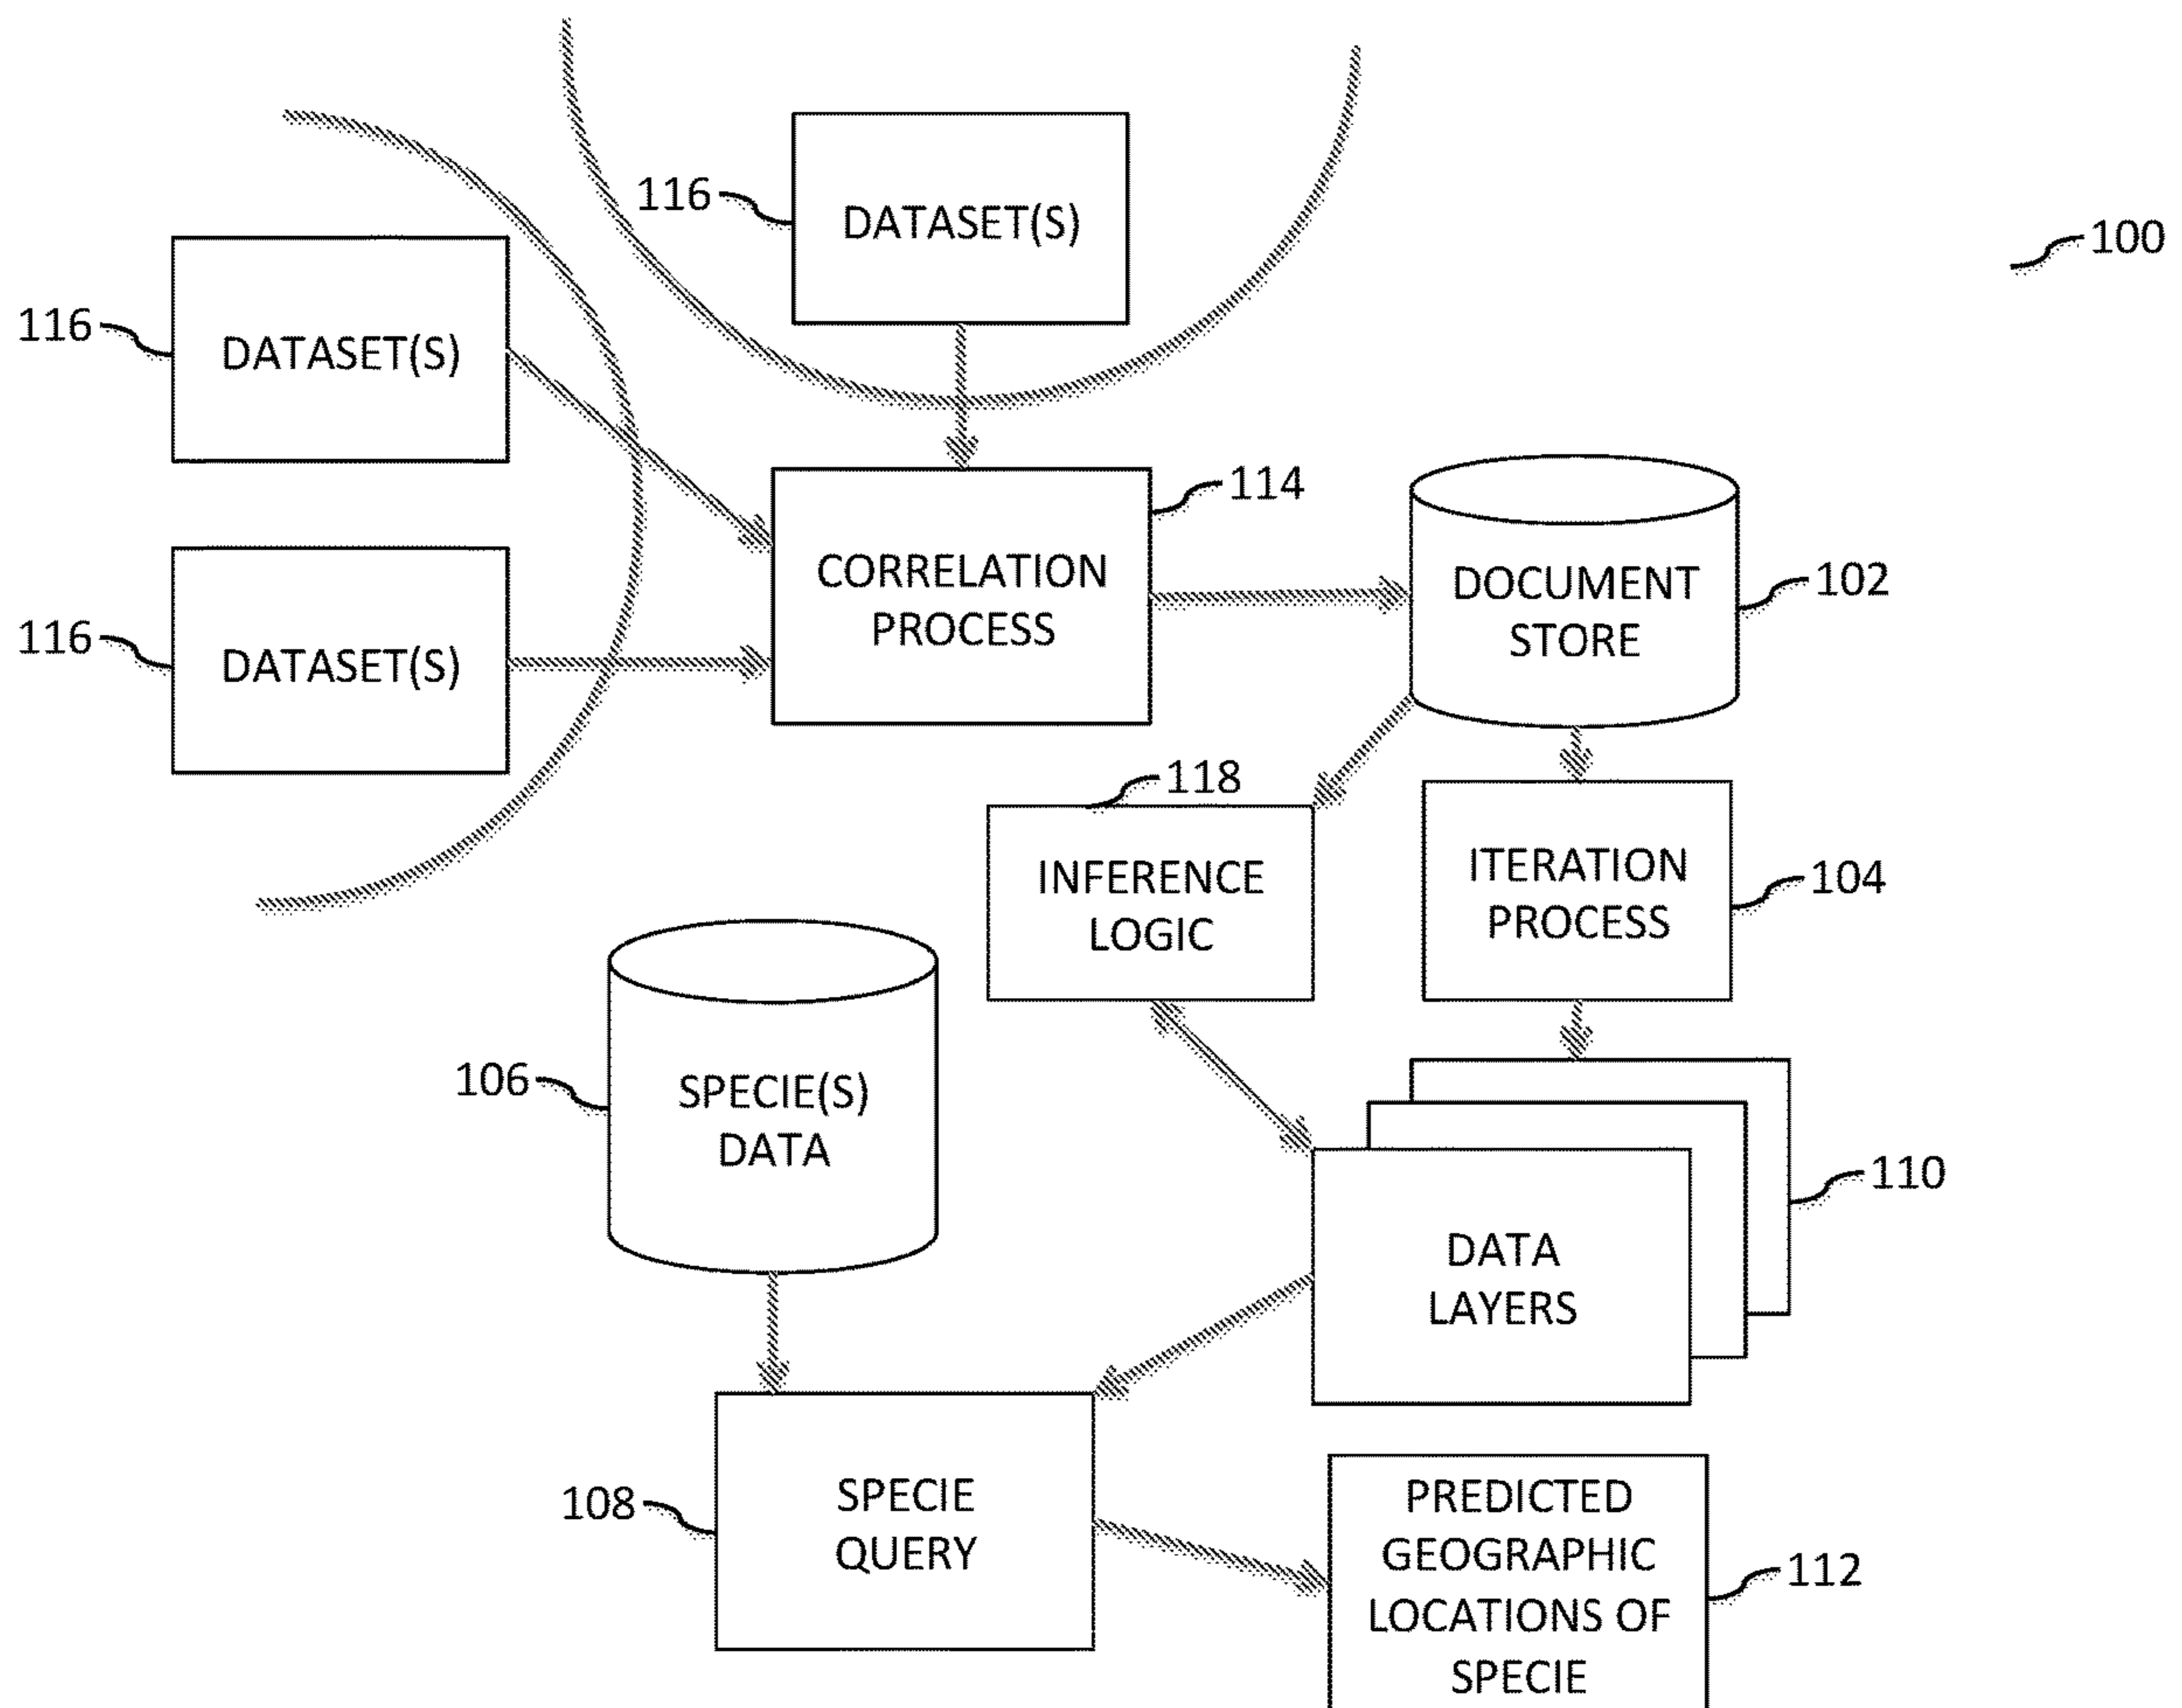 116
DATASET(S)
100
116
DATASET(S)
114
CORRELATION
PROCESS
102
DOCUMENT
STORE
116
DATASET(S)
118
INFERENCE
LOGIC
104
ITERATION
PROCESS
106
SPECIE(S)
DATA
110
DATA
LAYERS
108
SPECIE
QUERY
112
PREDICTED
GEOGRAPHIC
LOCATIONS OF
SPECIE